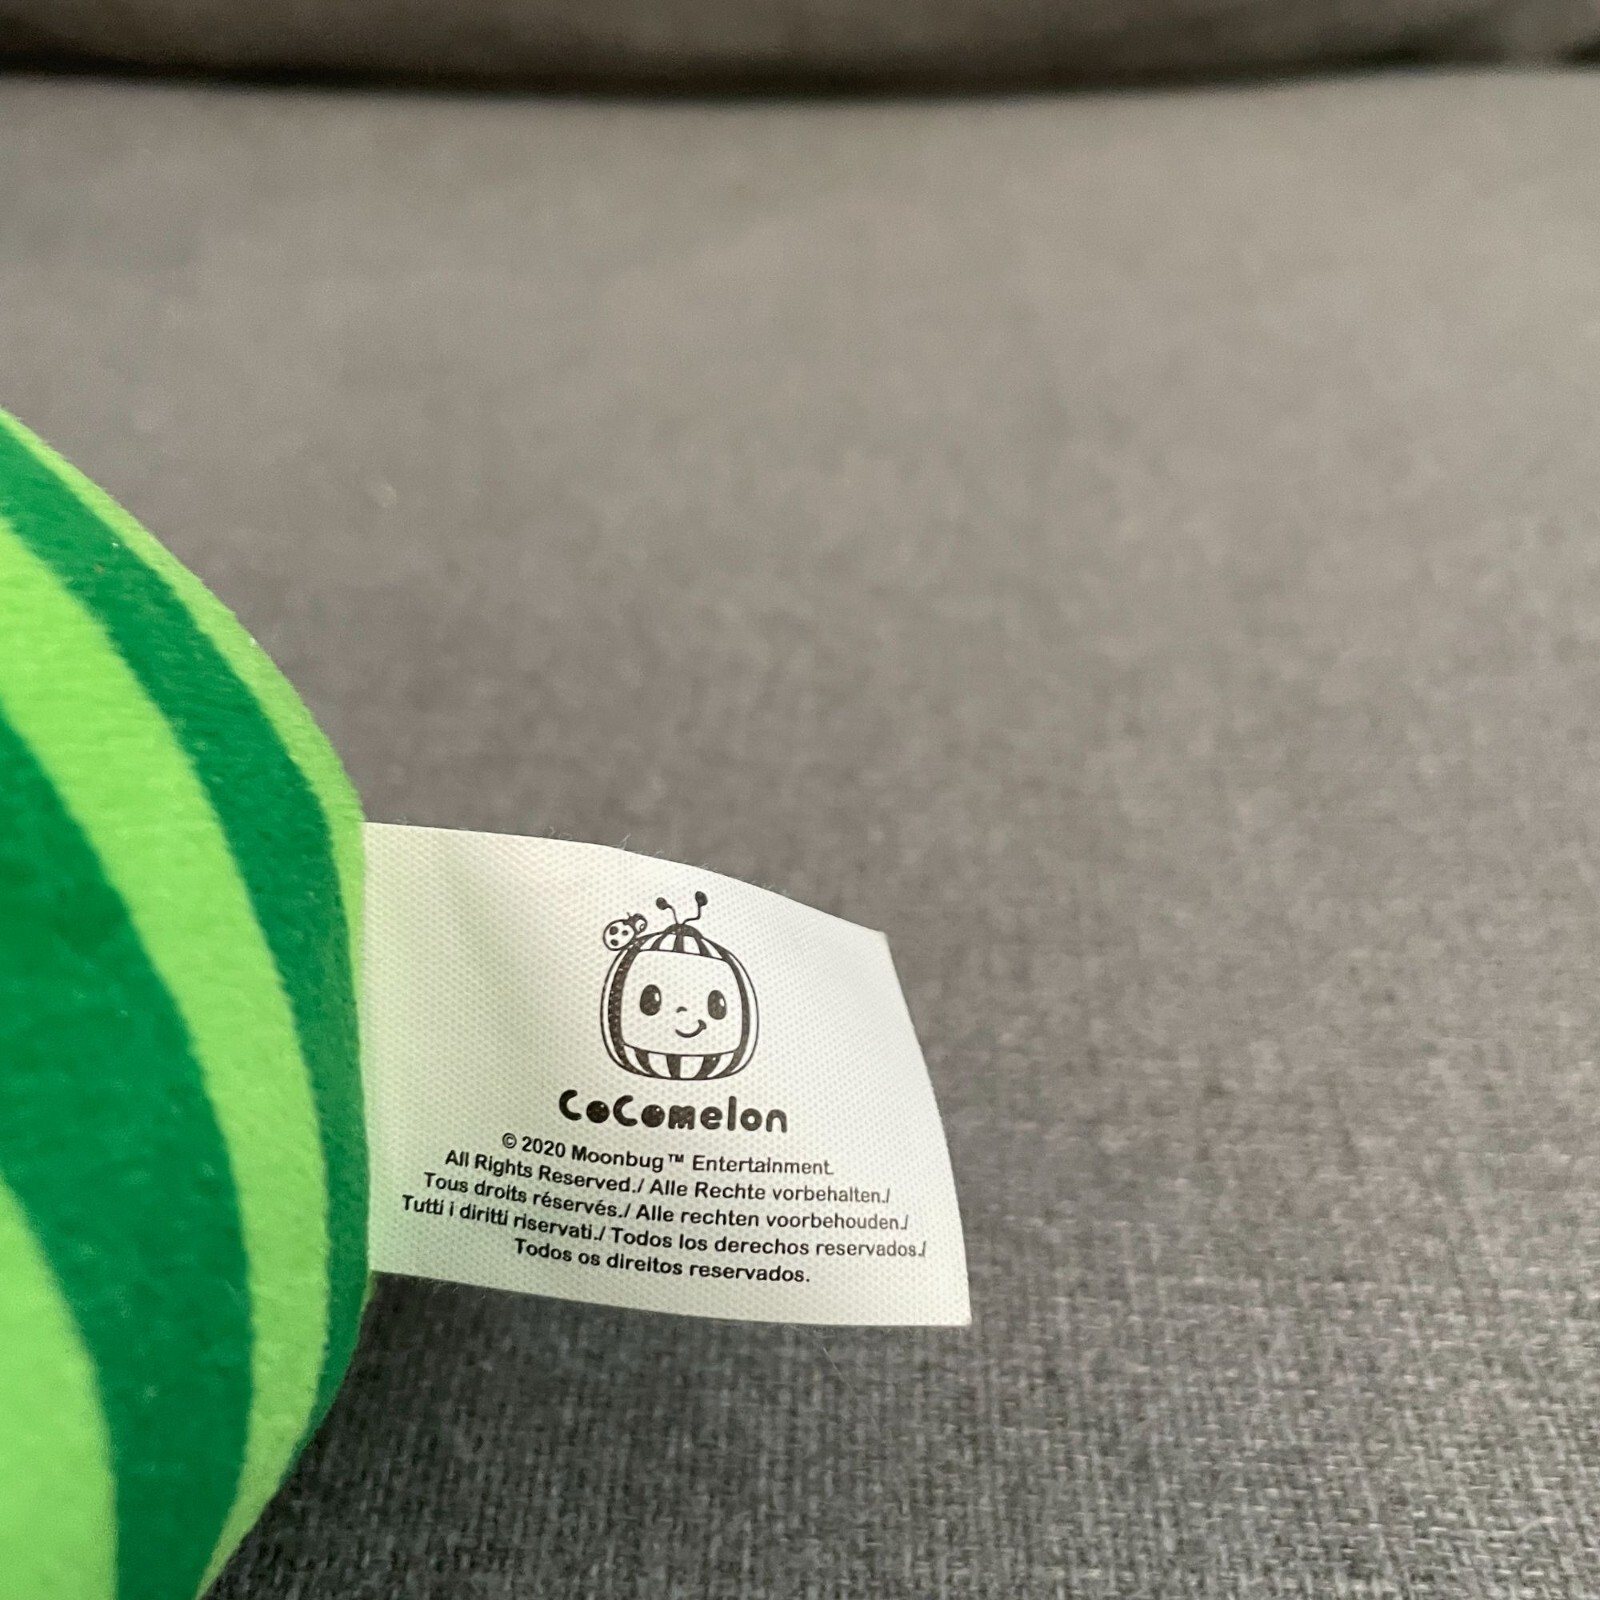 CoComelon
© 2020 Moonbug™ Entertainment.
All Rights Reserved./ Alle Rechte vorbehalten./
Tous droits réservés./ Alle rechten voorbehouden./
Tutti i diritti riservati./ Todos los derechos reservados./
Todos os direitos reservados.